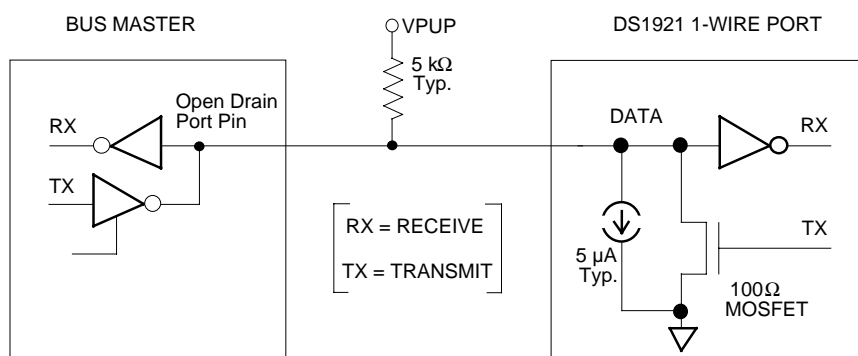 BUS MASTER
VPUP
DS1921 1-WIRE PORT
5 kΩ
Typ.
Open Drain
Port Pin
RX
TX
DATA
RX
RX = RECEIVE
TX = TRANSMIT
5 µA
Typ.
TX
100Ω
MOSFET